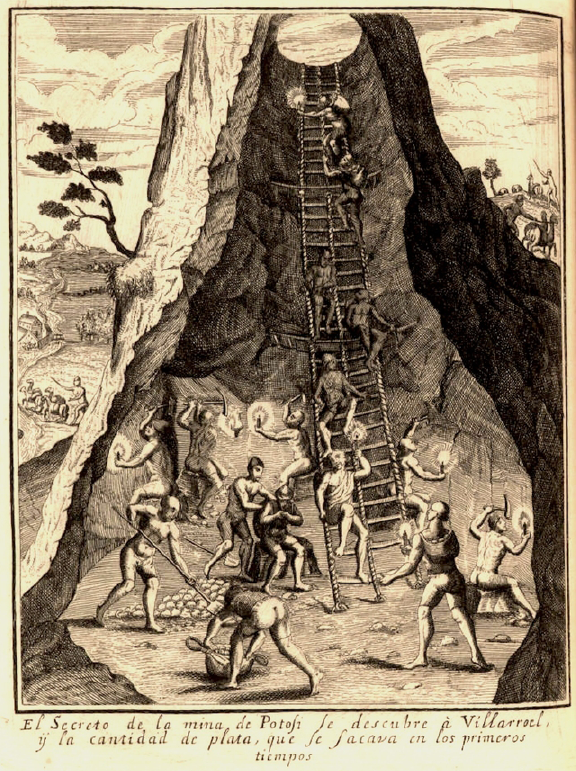 El Secreto de la mina, de Potosi se descubre â Villarroel,
ij la cantidad de plata, que se sacava en los primeros
tiempos